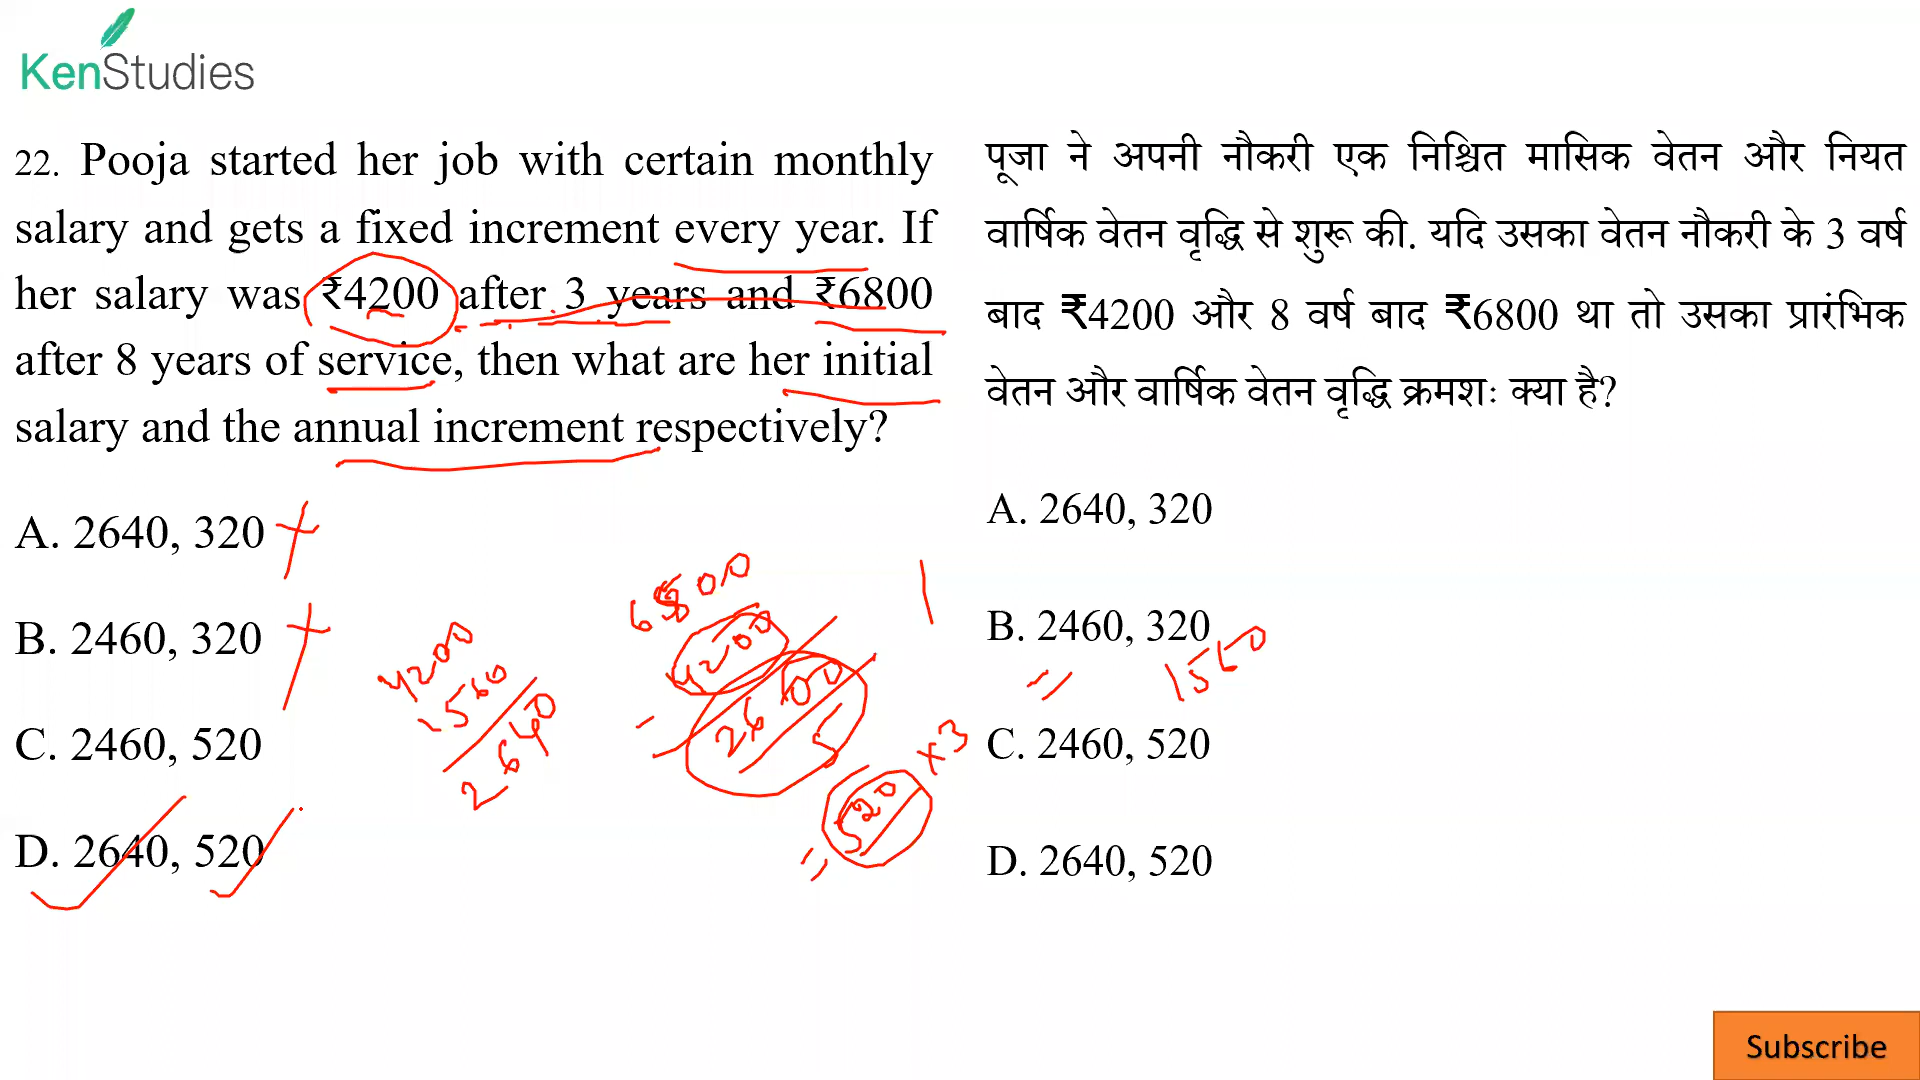 KenStudies
22. Pooja started her job with certain monthly
salary and gets a fixed increment every year. If
her salary was ₹4200 after 3 years and ₹6800
after 8 years of service, then what are her initial
salary and the annual increment respectively?
A. 2640, 320
B. 2460, 320
C. 2460, 520
D. 2640, 520
4200
1560
2640
6800
4200
2600
5
= 520 x 3
पूजा ने अपनी नौकरी एक निश्चित मासिक वेतन और नियत
वार्षिक वेतन वृद्धि से शुरू की. यदि उसका वेतन नौकरी के 3 वर्ष
बाद ₹4200 और 8 वर्ष बाद ₹6800 था तो उसका प्रारंभिक
वेतन और वार्षिक वेतन वृद्धि क्रमशः क्या है?
A. 2640, 320
B. 2460, 320
= 1560
C. 2460, 520
D. 2640, 520
Subscribe